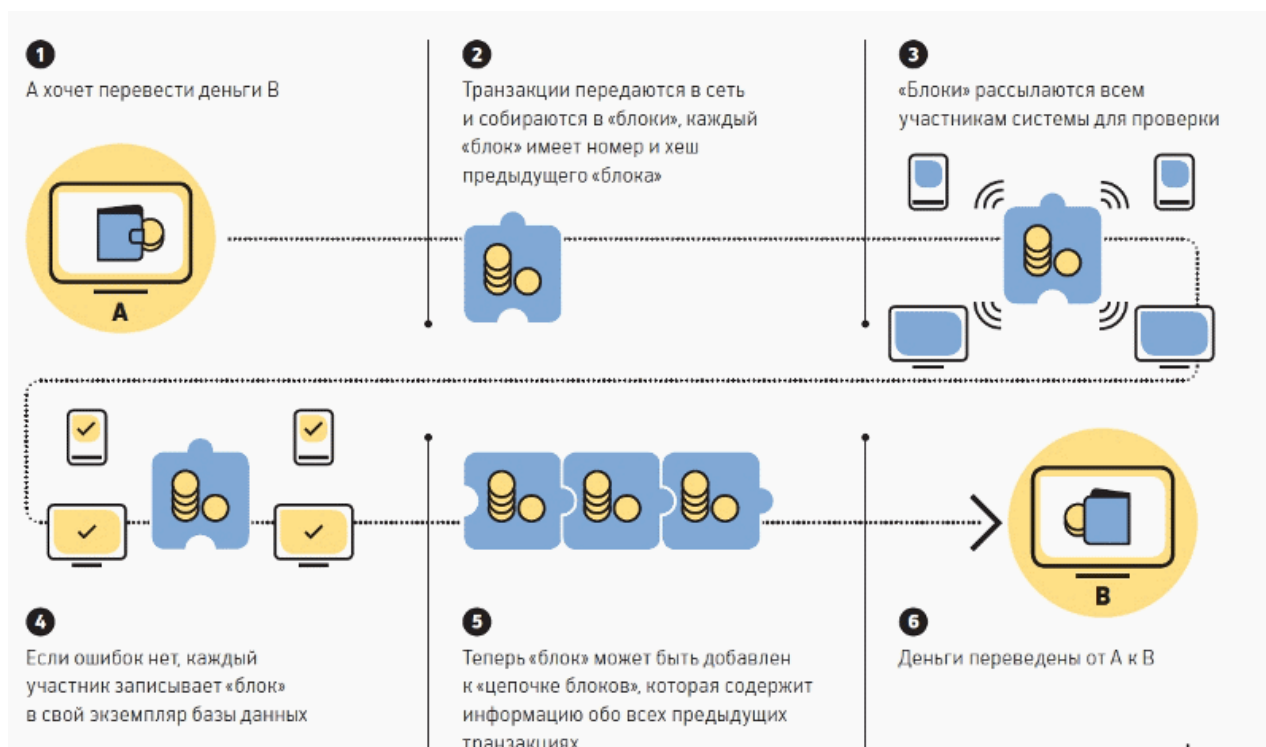 1
А хочет перевести деньги В
2
Транзакции передаются в сеть
и собираются в «блоки», каждый
«блок» имеет номер и хеш
предыдущего «блока»
3
«Блоки» рассылаются всем
участникам системы для проверки
А
В
4
Если ошибок нет, каждый
участник записывает «блок»
в свой экземпляр базы данных
5
Теперь «блок» может быть добавлен
к «цепочке блоков», которая содержит
информацию обо всех предыдущих
транзакциях
6
Деньги переведены от А к В